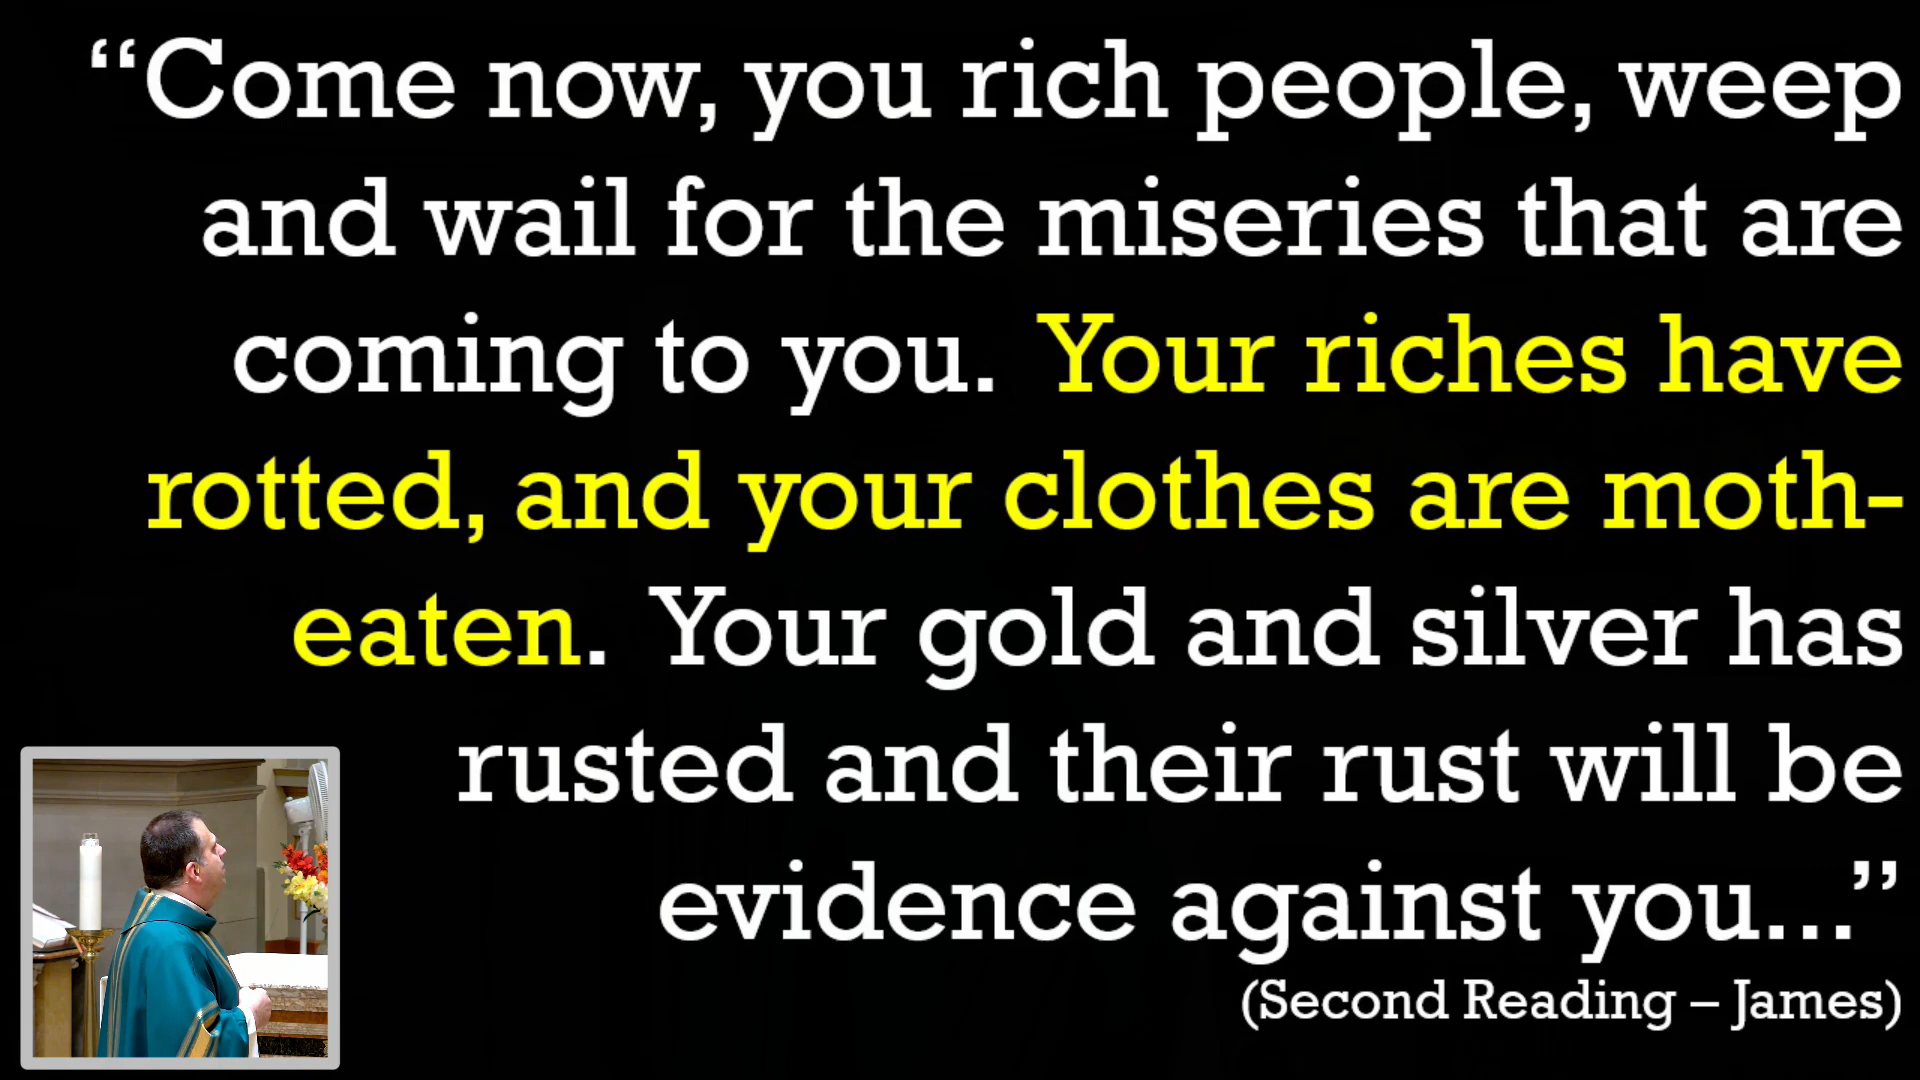 “Come now, you rich people, weep
and wail for the miseries that are
coming to you.  Your riches have
rotted, and your clothes are moth-
eaten.  Your gold and silver has
rusted and their rust will be
evidence against you…”
(Second Reading – James)